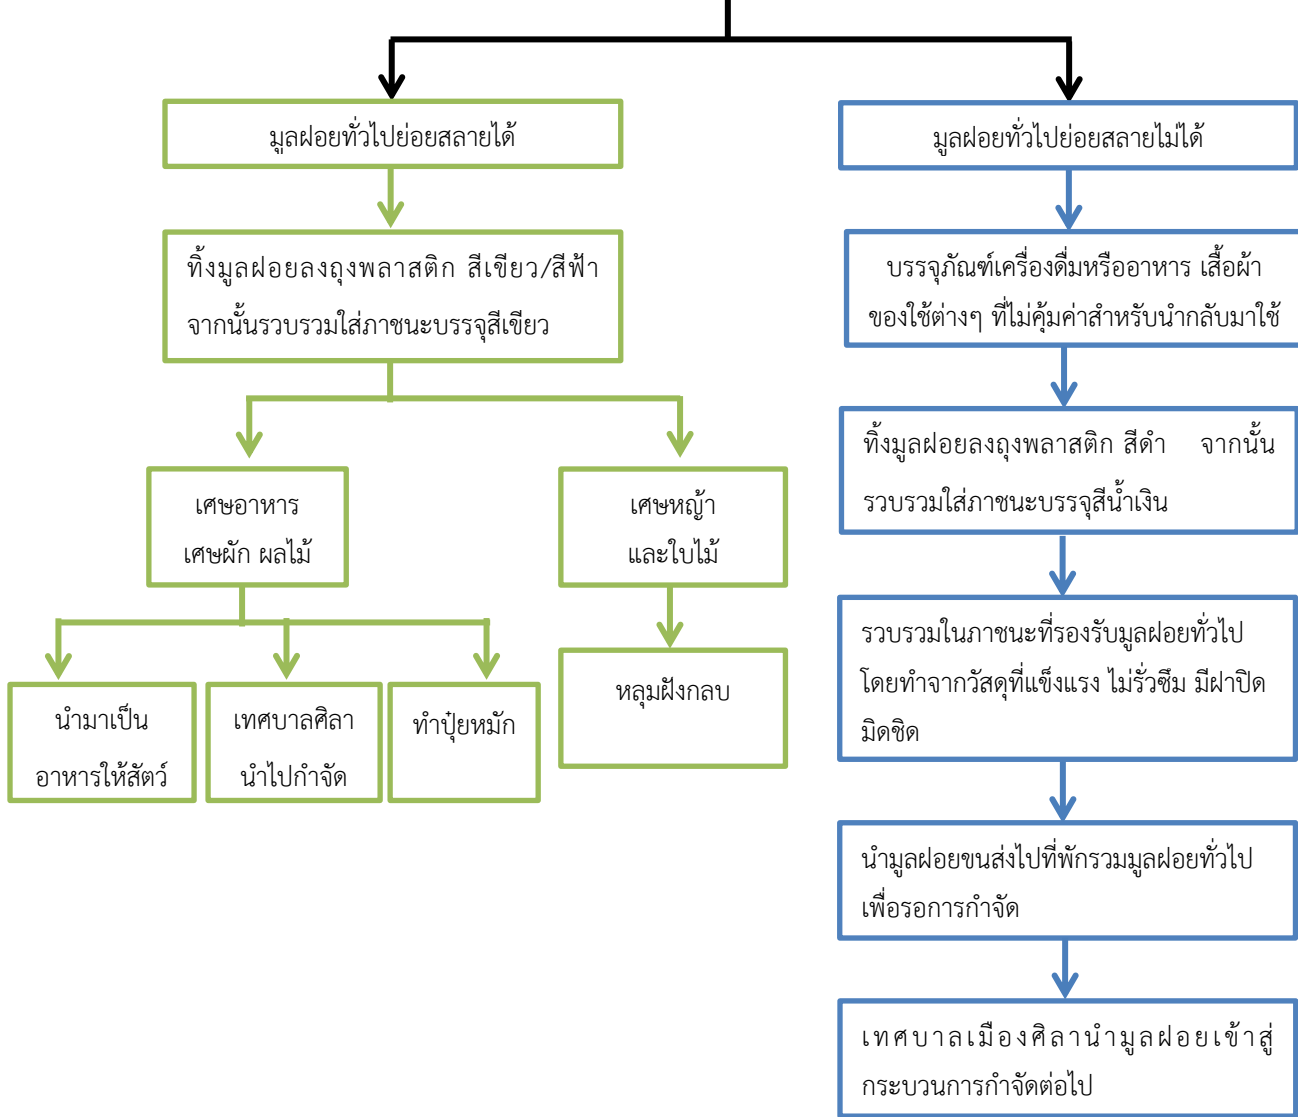 มูลฝอยทั่วไปย่อยสลายได้
ทิ้งมูลฝอยลงถุงพลาสติก สีเขียว/สีฟ้า
จากนั้นรวบรวมใส่ภาชนะบรรจุสีเขียว
เศษอาหาร
เศษผัก ผลไม้
นำมาเป็น
อาหารให้สัตว์
เทศบาลศิลา
นำไปกำจัด
ทำปุ๋ยหมัก
เศษหญ้า
และใบไม้
หลุมฝังกลบ
มูลฝอยทั่วไปย่อยสลายไม่ได้
บรรจุภัณฑ์เครื่องดื่มหรืออาหาร เสื้อผ้า
ของใช้ต่างๆ ที่ไม่คุ้มค่าสำหรับนำกลับมาใช้
ทิ้งมูลฝอยลงถุงพลาสติก สีดำ จากนั้น
รวบรวมใส่ภาชนะบรรจุสีน้ำเงิน
รวบรวมในภาชนะที่รองรับมูลฝอยทั่วไป
โดยทำจากวัสดุที่แข็งแรง ไม่รั่วซึม มีฝาปิด
มิดชิด
นำมูลฝอยขนส่งไปที่พักรวมมูลฝอยทั่วไป
เพื่อรอการกำจัด
เทศบาลเมืองศิลานำมูลฝอยเข้าสู่
กระบวนการกำจัดต่อไป